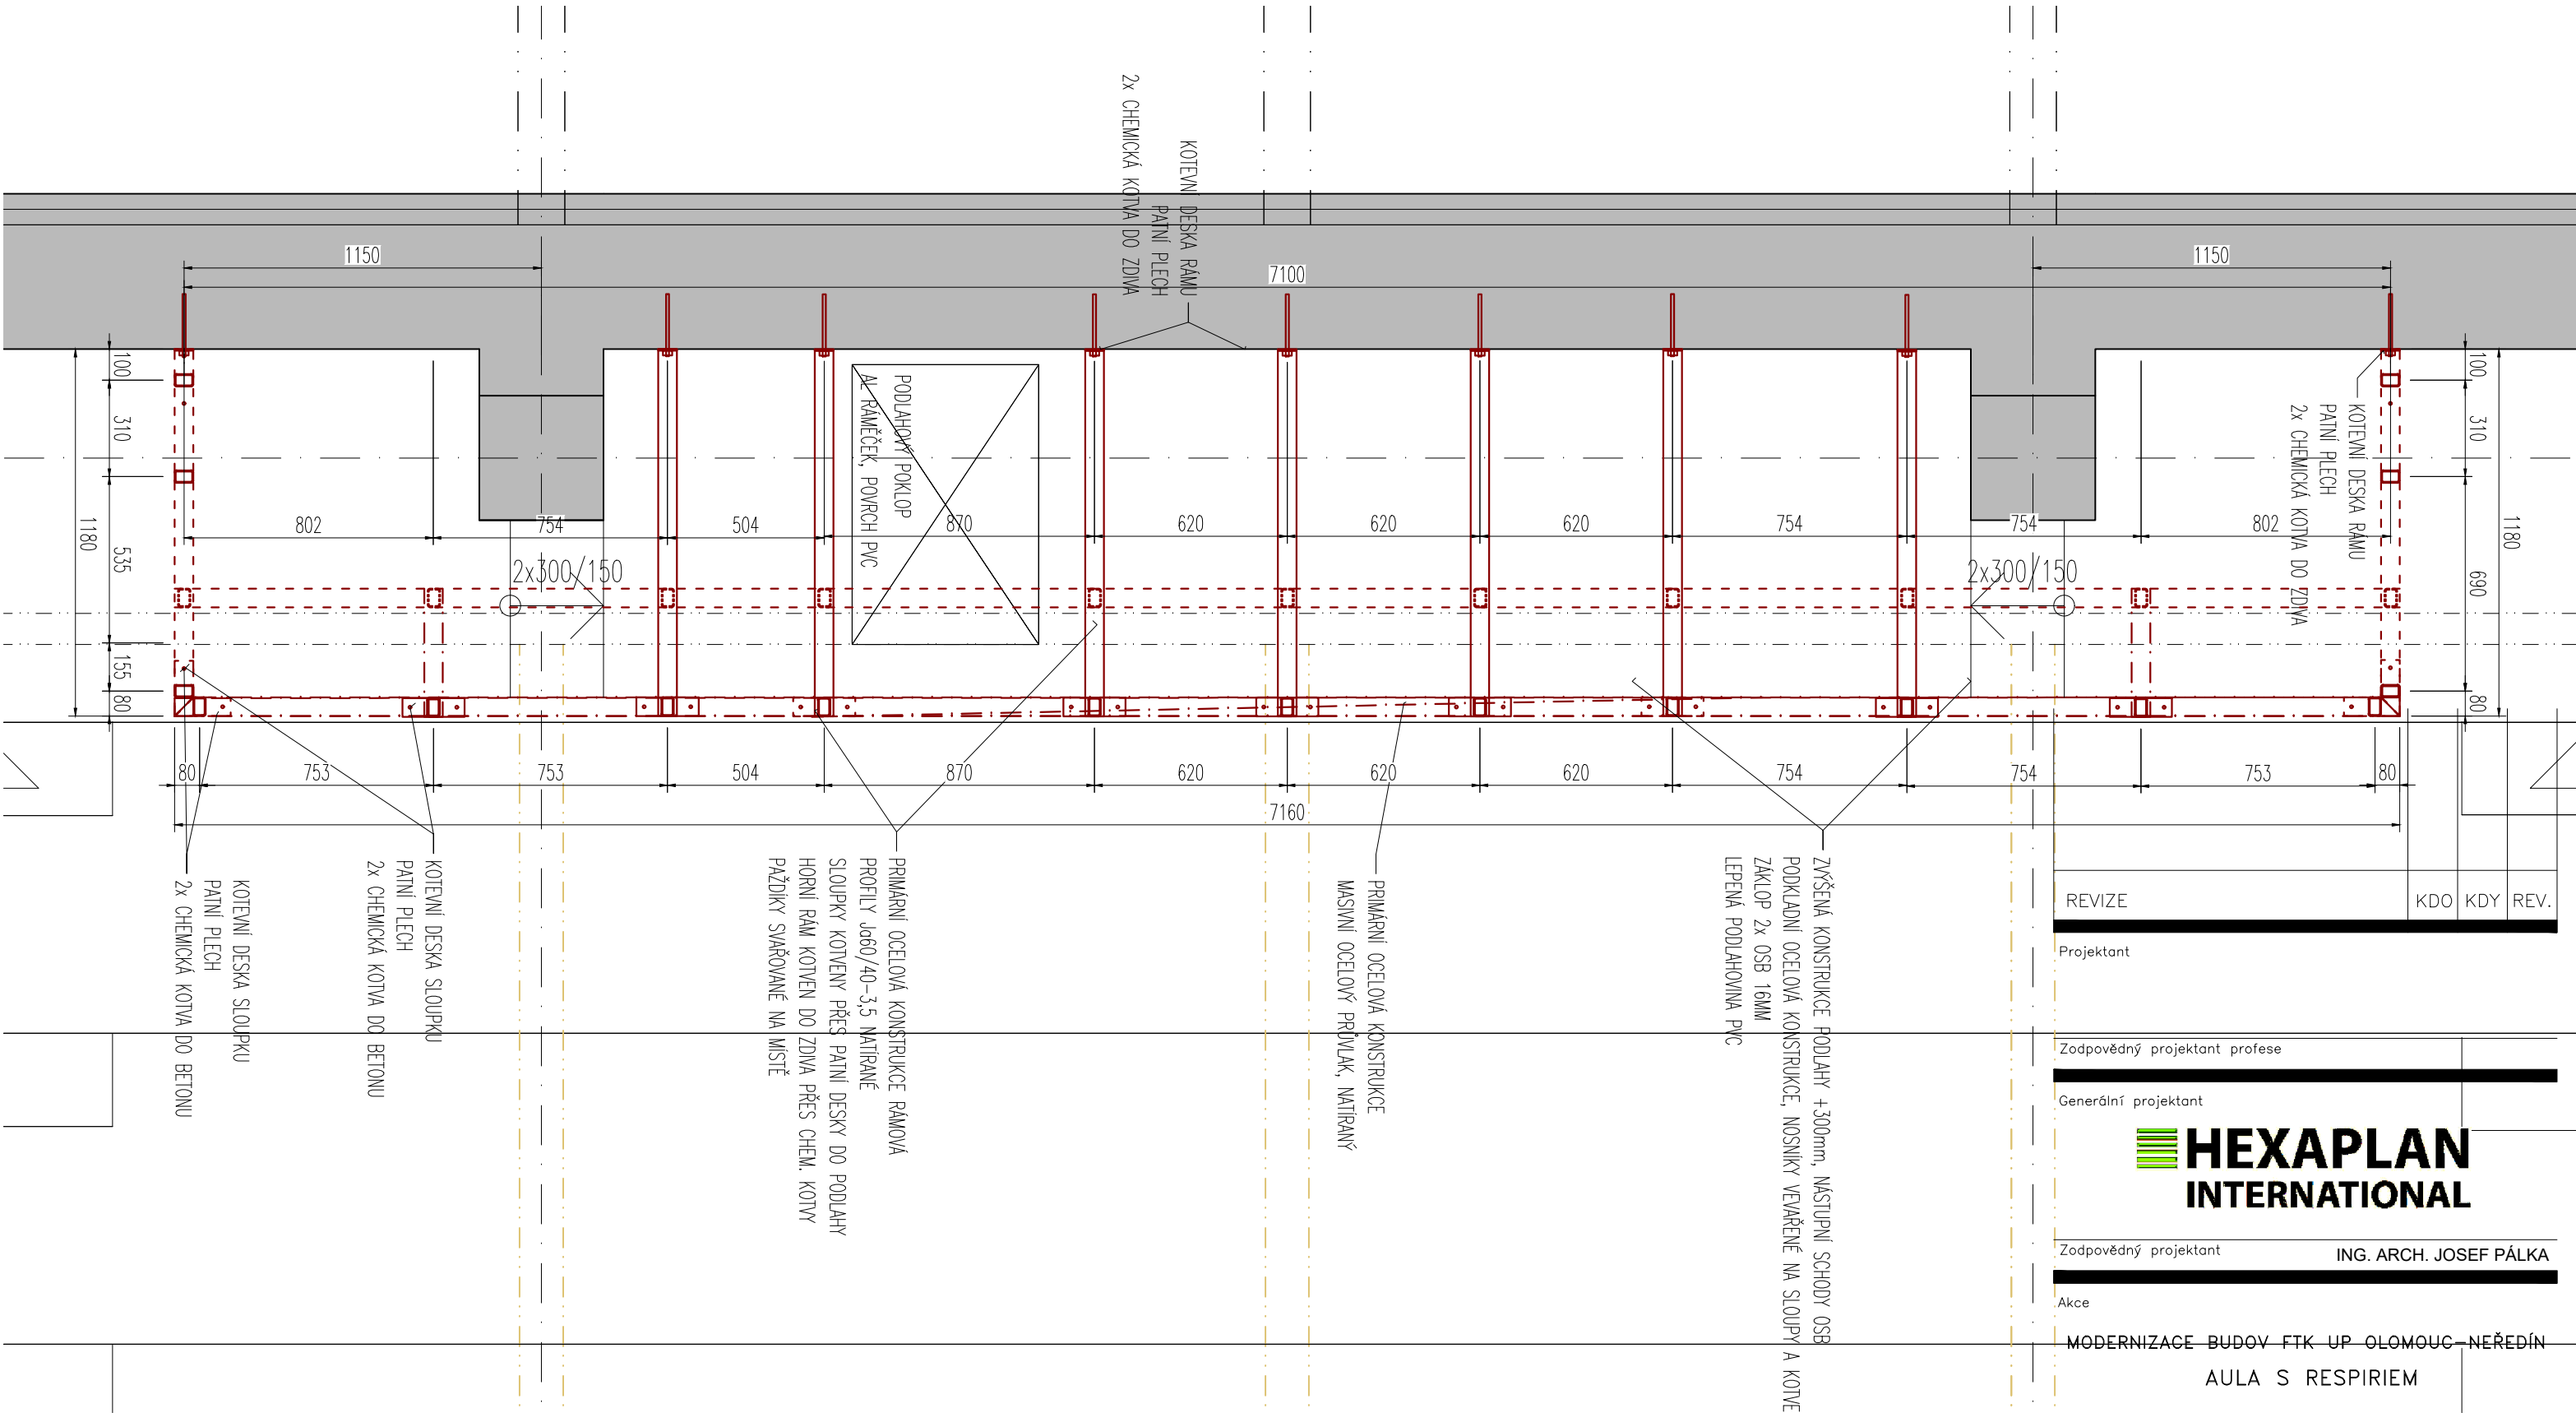 2x CHEMICKÁ KOTVA DO ZDIVA
KOTEVNÍ DESKA RÁMU
PATNÍ PLECH
1150
7100
1150
100
310
535
155
80
1180
PODLAHOVÝ POKLOP
AL RÁMEČEK, POVRCH PVC
KOTEVNÍ DESKA RÁMU
PATNÍ PLECH
2x CHEMICKÁ KOTVA DO ZDIVA
100
310
690
80
1180
802
754
504
870
620
620
620
754
754
802
2x300/150
2x300/150
80
753
753
504
870
620
620
620
754
754
753
80
7160
KOTEVNÍ DESKA SLOUPKU
PATNÍ PLECH
2x CHEMICKÁ KOTVA DO BETONU
KOTEVNÍ DESKA SLOUPKU
PATNÍ PLECH
2x CHEMICKÁ KOTVA DO BETONU
PRIMÁRNÍ OCELOVÁ KONSTRUKCE RÁMOVÁ
PROFILY Ja60/40-3,5 NATÍRANÉ
SLOUPKY KOTVENY PŘES PATNÍ DESKY DO PODLAHY
HORNÍ RÁM KOTVEN DO ZDIVA PŘES CHEM. KOTVY
PAŽDÍKY SVAŘOVANÉ NA MÍSTĚ
PRIMÁRNÍ OCELOVÁ KONSTRUKCE
MASIVNÍ OCELOVÝ PRŮVLAK, NATÍRANÝ
ZVÝŠENÁ KONSTRUKCE PODLAHY +300mm, NÁSTUPNÍ SCHODY OSB
PODKLADNÍ OCELOVÁ KONSTRUKCE, NOSNÍKY VEVAŘENÉ NA SLOUPY A KOTVE
ZÁKLOP 2x OSB 16MM
LEPENÁ PODLAHOVINA PVC
REVIZE KDO KDY REV.
Projektant
Zodpovědný projektant profese
Generální projektant
HEXAPLAN
INTERNATIONAL
Zodpovědný projektant ING. ARCH. JOSEF PÁLKA
Akce
MODERNIZACE BUDOV FTK UP OLOMOUC-NEŘEDÍN
AULA S RESPIRIEM